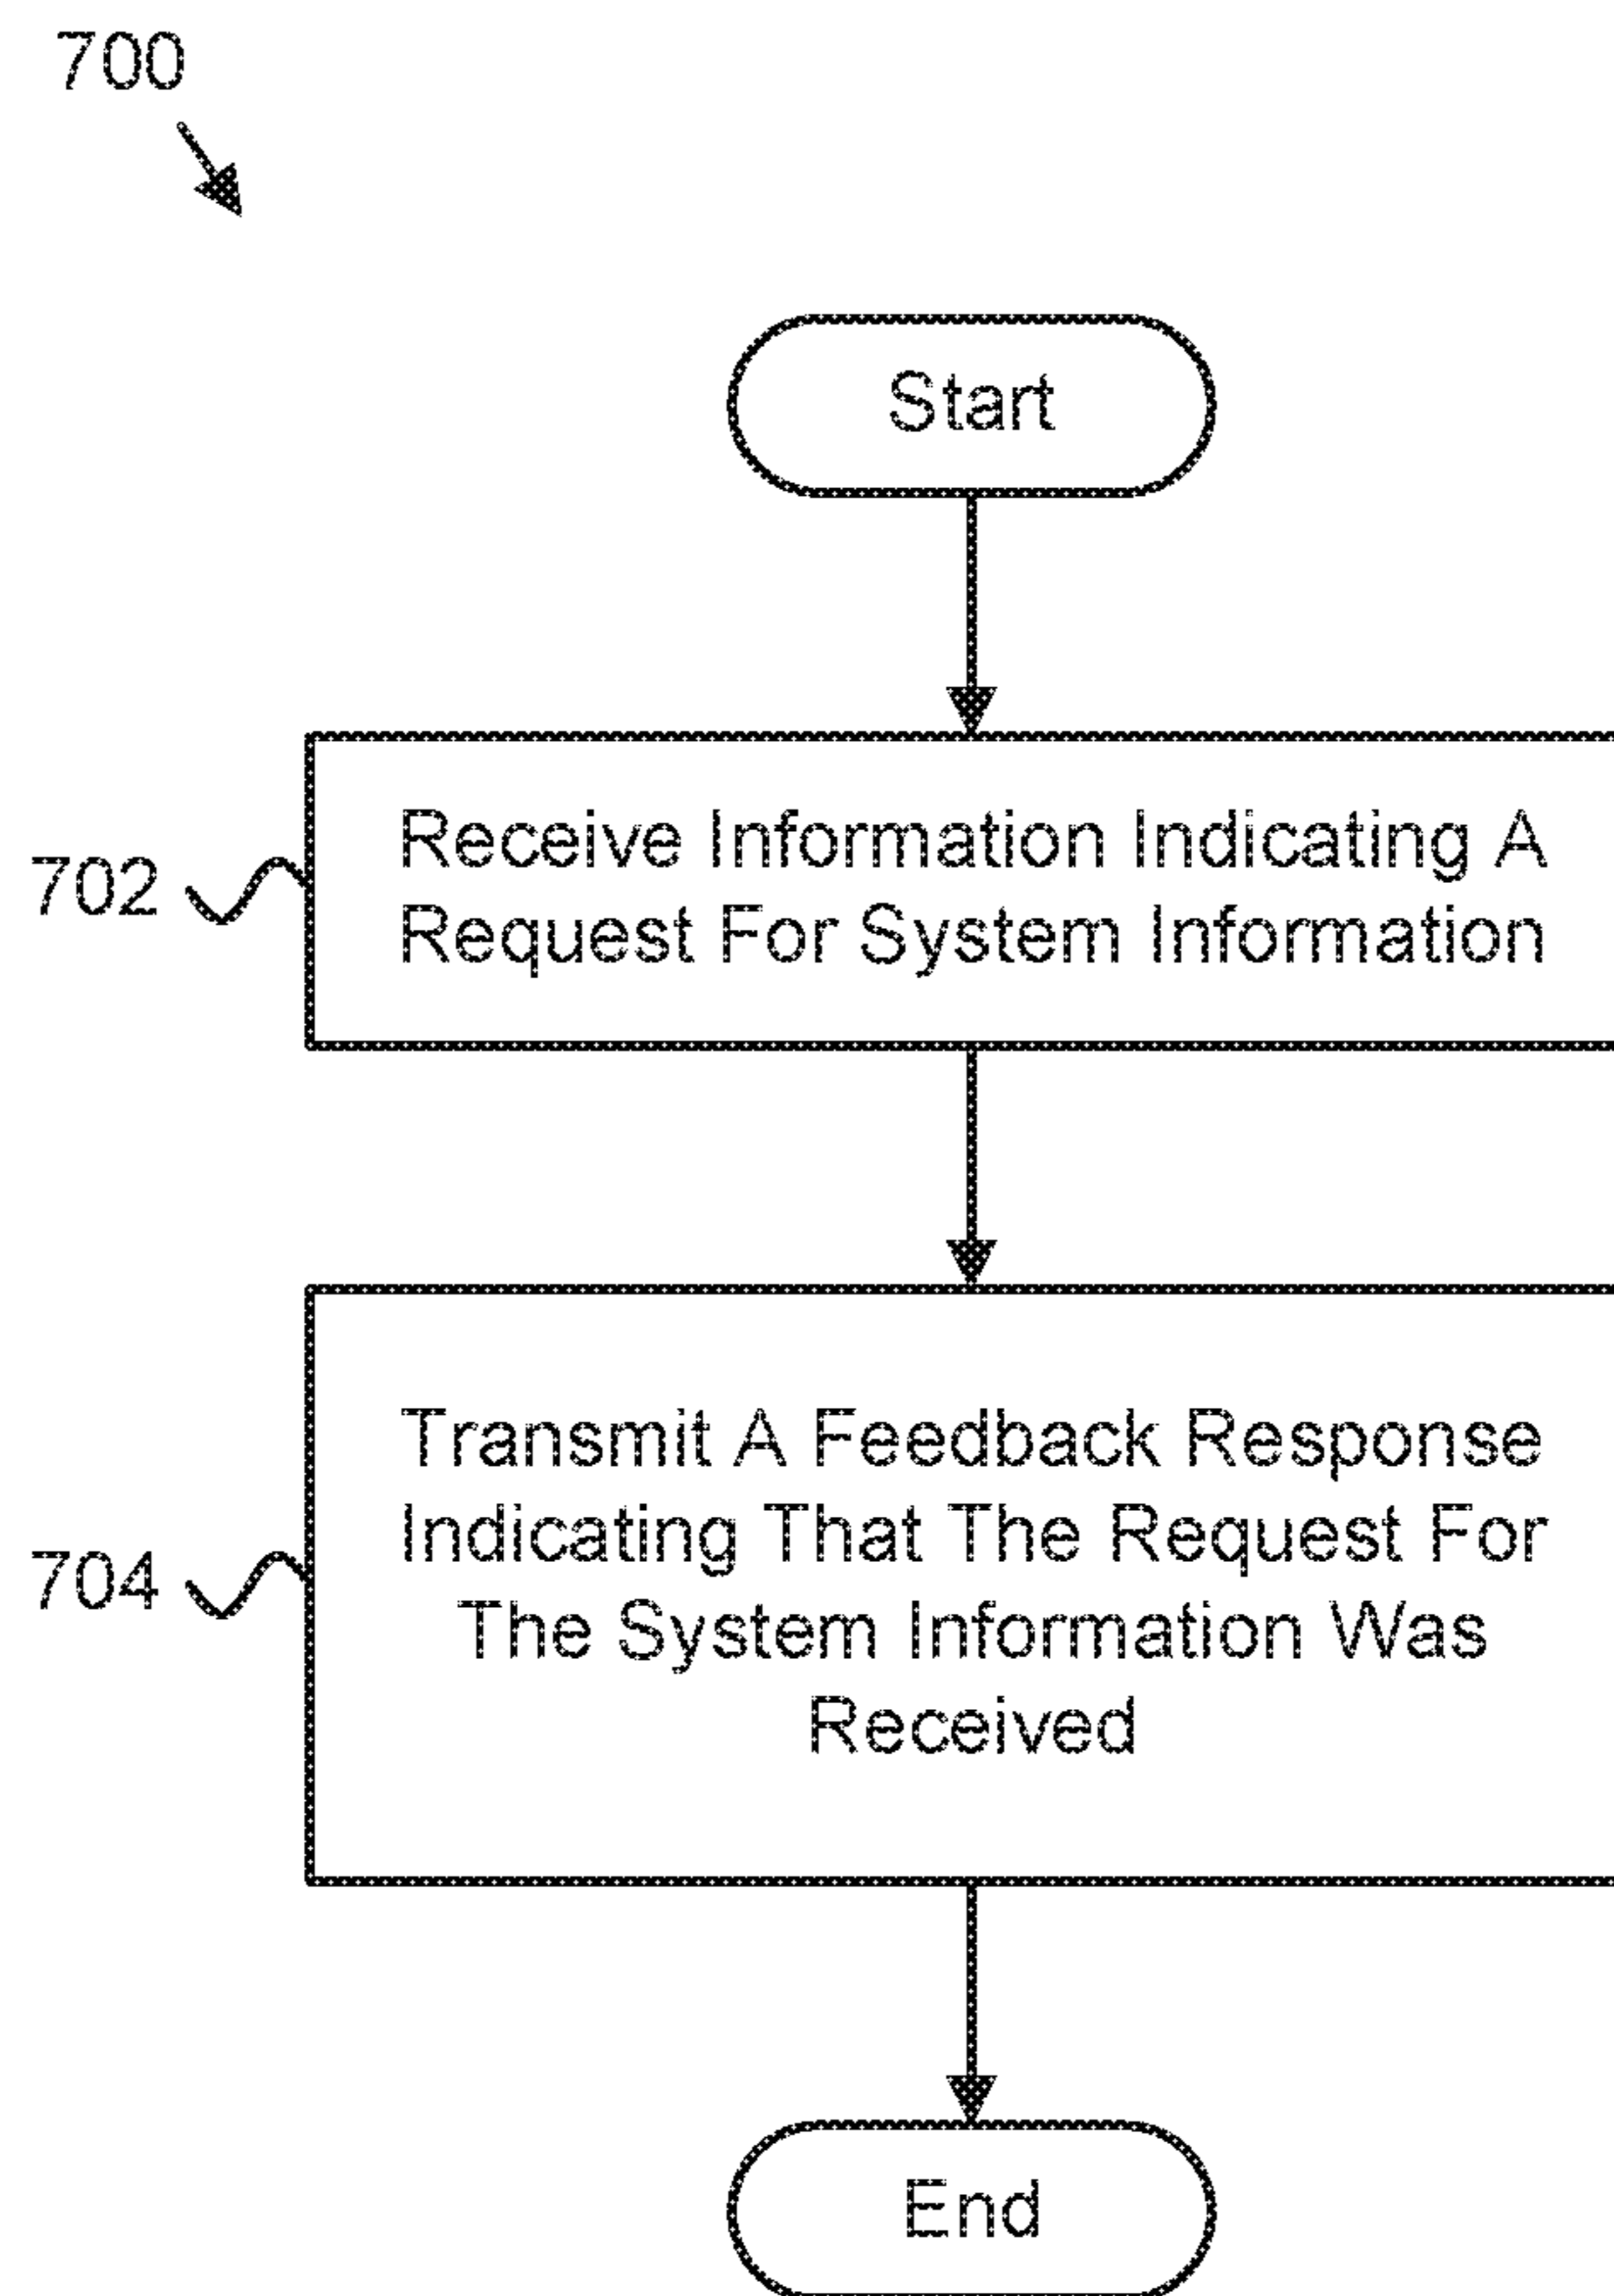 700
Start
702
Receive Information Indicating A
Request For System Information
704
Transmit A Feedback Response
Indicating That The Request For
The System Information Was
Received
End